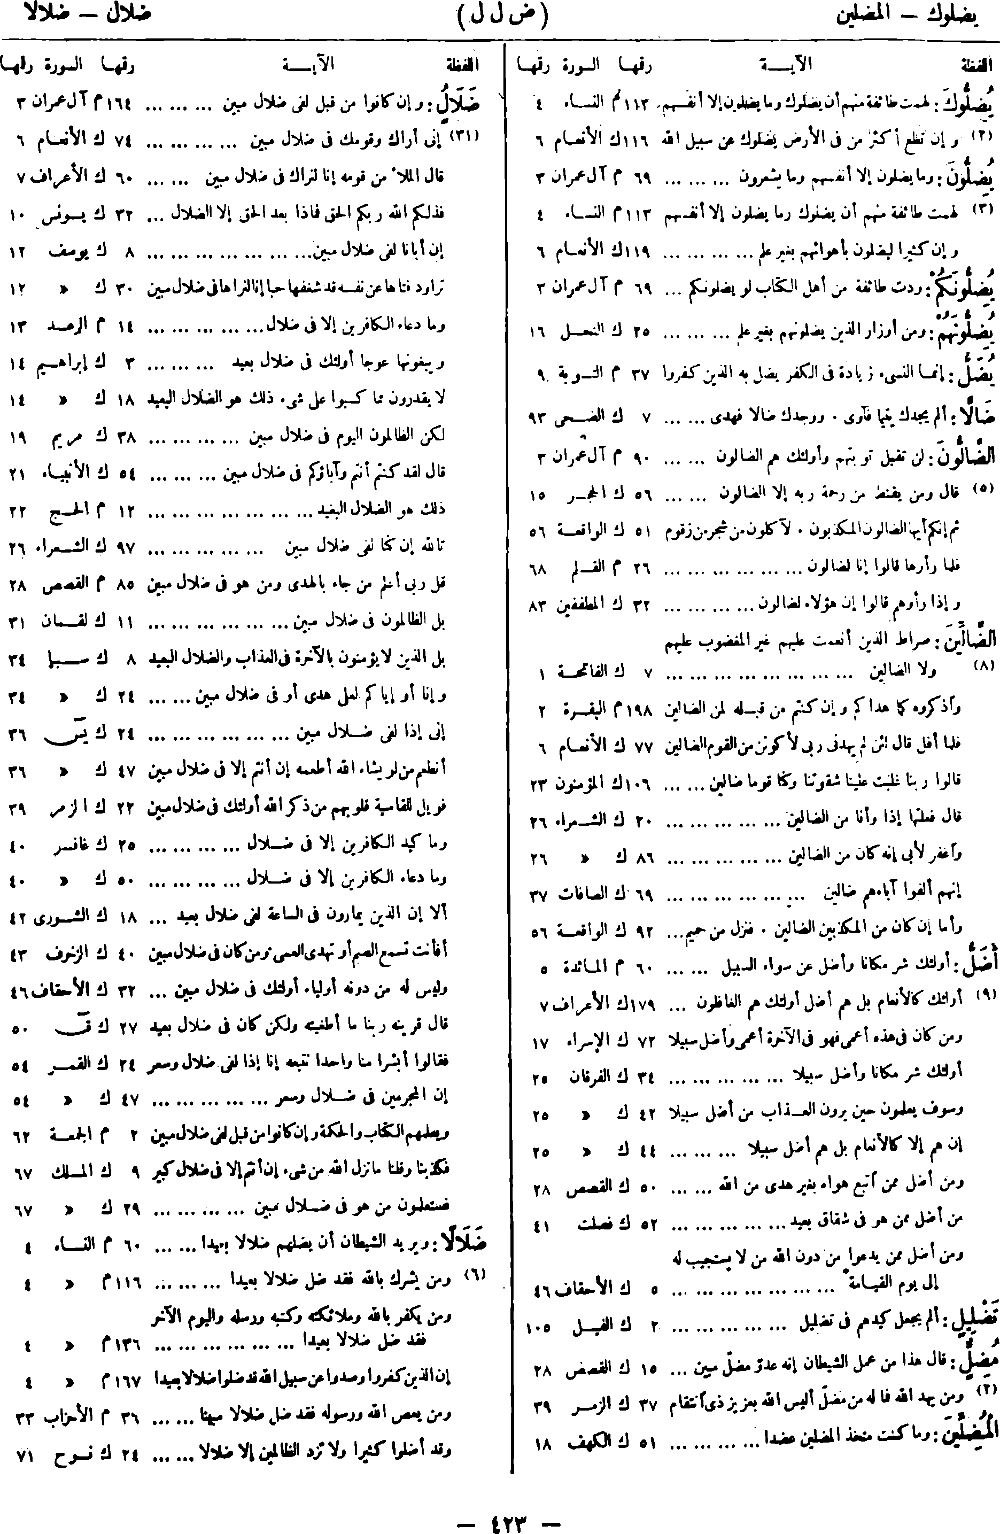 يضلوك — المضلين
(ض ل ل)
ضلال — ضلالا
اللفظة الآيـــة رقمها السورة رقمها
يُضِلُّوكَ: لهمت طائفة منهم أن يضلوك وما يضلون إلا أنفسهم. ١١٣ م النساء ٤
(٢) وإن تطع أكثر من فى الأرض يضلوك عن سبيل الله ١١٦ ك الأنعام ٦
يُضِلُّونَ: وما يضلون إلا أنفسهم وما يشعرون ... ... ... ٦٩ م آل عمران ٣
(٣) لهمت طائفة منهم أن يضلوك وما يضلون إلا أنفسهم ١١٣ م النساء ٤
وإن كثيرا ليضلون بأهوائهم بغير علم ... ... ... ١١٩ ك الأنعام ٦
يُضِلُّونَكُمْ: ودت طائفة من أهل الكتاب لو يضلونكم ... ٦٩ م آل عمران ٣
يُضِلُّونَهُمْ: ومن أوزار الذين يضلونهم بغير علم ... ... ... ٢٥ ك النحل ١٦
يُضَلُّ: إنما النسىء زيادة فى الكفر يضل به الذين كفروا ٣٧ م التوبة ٩
ضَالًّا: ألم يجدك يتيما فآوى . ووجدك ضالا فهدى ... ... ٧ ك الضحى ٩٣
الضَّالُّونَ: لن تقبل توبتهم وأولئك هم الضالون ... ... ٩٠ م آل عمران ٣
(٥) قال ومن يقنط من رحمة ربه إلا الضالون ... ... ٥٦ ك الحجر ١٥
ثم إنكم أيها الضالون المكذبون . لآكلون من شجر من زقوم ٥١ ك الواقعة ٥٦
فلما رأوها قالوا إنا لضالون ... ... ... ... ... ... ٢٦ م القلم ٦٨
وإذا رأوهم قالوا إن هؤلاء لضالون ... ... ... ... ٣٢ ك المطففين ٨٣
الضَّالِّينَ: صراط الذين أنعمت عليهم غير المغضوب عليهم
(٨) ولا الضالين ... ... ... ... ... ... ... ... ٧ ك الفاتحة ١
واذكروه كما هداكم وإن كنتم من قبله لمن الضالين ١٩٨ م البقرة ٢
فلما أفل قال لئن لم يهدنى ربى لأكونن من القوم الضالين ٧٧ ك الأنعام ٦
قالوا ربنا غلبت علينا شقوتنا وكنا قوما ضالين ... ... ١٠٦ ك المؤمنون ٢٣
قال فعلتها إذا وأنا من الضالين ... ... ... ... ... ٢٠ ك الشعراء ٢٦
واغفر لأبى إنه كان من الضالين ... ... ... ... ... ٨٦ ك » ٢٦
إنهم ألفوا آباءهم ضالين ... ... ... ... ... ... ٦٩ ك الصافات ٣٧
وأما إن كان من المكذبين الضالين . فنزل من حميم ... ٩٢ ك الواقعة ٥٦
أَضَلُّ: أولئك شر مكانا وأضل عن سواء السبيل ... ... ٦٠ م المائدة ٥
(٩) أولئك كالأنعام بل هم أضل أولئك هم الغافلون ... ١٧٩ ك الأعراف ٧
ومن كان فى هذه أعمى فهو فى الآخرة أعمى وأضل سبيلا ٧٢ ك الإسراء ١٧
أولئك شر مكانا وأضل سبيلا ... ... ... ... ... ٣٤ ك الفرقان ٢٥
وسوف يعلمون حين يرون العذاب من أضل سبيلا ٤٢ ك » ٢٥
إن هم إلا كالأنعام بل هم أضل سبيلا ... ... ... ٤٤ ك » ٢٥
ومن أضل ممن اتبع هواه بغير هدى من الله ... ... ٥٠ ك القصص ٢٨
من أضل ممن هو فى شقاق بعيد ... ... ... ... ... ٥٢ ك فصلت ٤١
ومن أضل ممن يدعوا من دون الله من لا يستجيب له
إلى يوم القيامة ... ... ... ... ... ... ... ٥ ك الأحقاف ٤٦
تَضْلِيلٍ: ألم يجعل كيدهم فى تضليل ... ... ... ... ... ٢ ك الفيل ١٠٥
مُضِلٌّ: قال هذا من عمل الشيطان إنه عدو مضل مبين ... ١٥ ك القصص ٢٨
(٢) ومن يهد الله فما له من مضل أليس الله بعزيز ذى انتقام ٣٧ ك الزمر ٣٩
الْمُضِلِّينَ: وما كنت متخذ المضلين عضدا ... ... ... ... ٥١ ك الكهف ١٨
اللفظة الآيـــة رقمها السورة رقمها
ضَلَالٌ: وإن كانوا من قبل لفى ضلال مبين ... ... ... ١٦٤ م آل عمران ٣
(٣١) إنى أراك وقومك فى ضلال مبين ... ... ... ... ٧٤ ك الأنعام ٦
قال الملأ من قومه إنا لنراك فى ضلال مبين ... ... ٦٠ ك الأعراف ٧
فذلكم الله ربكم الحق فماذا بعد الحق إلا الضلال ... ٣٢ ك يونس ١٠
إن أبانا لفى ضلال مبين ... ... ... ... ... ... ... ٨ ك يوسف ١٢
تراود فتاها عن نفسه قد شغفها حبا إنا لنراها فى ضلال مبين ٣٠ ك » ١٢
وما دعاء الكافرين إلا فى ضلال ... ... ... ... ... ١٤ م الرعد ١٣
ويبغونها عوجا أولئك فى ضلال بعيد ... ... ... ٣ ك إبراهيم ١٤
لا يقدرون مما كسبوا على شىء ذلك هو الضلال البعيد ١٨ ك » ١٤
لكن الظالمون اليوم فى ضلال مبين ... ... ... ... ٣٨ ك مريم ١٩
قال لقد كنتم أنتم وآباؤكم فى ضلال مبين ... ... ... ٥٤ ك الأنبياء ٢١
ذلك هو الضلال البعيد ... ... ... ... ... ... ... ١٢ م الحج ٢٢
تالله إن كنا لفى ضلال مبين ... ... ... ... ... ٩٧ ك الشعراء ٢٦
قل ربى أعلم من جاء بالهدى ومن هو فى ضلال مبين ٨٥ م القصص ٢٨
بل الظالمون فى ضلال مبين ... ... ... ... ... ... ١١ ك لقمان ٣١
بل الذين لا يؤمنون بالآخرة فى العذاب والضلال البعيد ٨ ك سبإ ٣٤
وإنا أو إياكم لعلى هدى أو فى ضلال مبين ... ... ... ٢٤ ك » ٣٤
إنى إذا لفى ضلال مبين ... ... ... ... ... ... ٢٤ ك يس ٣٦
أنطعم من لو يشاء الله أطعمه إن أنتم إلا فى ضلال مبين ٤٧ ك » ٣٦
فويل للقاسية قلوبهم من ذكر الله أولئك فى ضلال مبين ٢٢ ك الزمر ٣٩
وما كيد الكافرين إلا فى ضلال ... ... ... ... ٢٥ ك غافر ٤٠
وما دعاء الكافرين إلا فى ضلال ... ... ... ... ٥٠ ك » ٤٠
ألا إن الذين يمارون فى الساعة لفى ضلال بعيد ... ١٨ ك الشورى ٤٢
أفأنت تسمع الصم أو تهدى العمى ومن كان فى ضلال مبين ٤٠ ك الزخرف ٤٣
وليس له من دونه أولياء أولئك فى ضلال مبين ... ٣٢ ك الأحقاف ٤٦
قال قرينه ربنا ما أطغيته ولكن كان فى ضلال بعيد ٢٧ ك ق ٥٠
فقالوا أبشرا منا واحدا نتبعه إنا إذا لفى ضلال وسعر ٢٤ ك القمر ٥٤
إن المجرمين فى ضلال وسعر ... ... ... ... ... ٤٧ ك » ٥٤
ويعلمهم الكتاب والحكمة وإن كانوا من قبل لفى ضلال مبين ٢ م الجمعة ٦٢
فكذبنا وقلنا ما نزل الله من شىء إن أنتم إلا فى ضلال كبير ٩ ك الملك ٦٧
فستعلمون من هو فى ضلال مبين ... ... ... ... ٢٩ ك » ٦٧
ضَلَالًا: ويريد الشيطان أن يضلهم ضلالا بعيدا ... ... ٦٠ م النساء ٤
(٦) ومن يشرك بالله فقد ضل ضلالا بعيدا ... ... ... ١١٦ م » ٤
ومن يكفر بالله وملائكته وكتبه ورسله واليوم الآخر
فقد ضل ضلالا بعيدا ... ... ... ... ... ... ١٣٦ م » ٤
إن الذين كفروا وصدوا عن سبيل الله قد ضلوا ضلالا بعيدا ١٦٧ م » ٤
ومن يعص الله ورسوله فقد ضل ضلالا مبينا ... ... ٣٦ م الأحزاب ٣٣
وقد أضلوا كثيرا ولا تزد الظالمين إلا ضلالا ... ... ٢٤ ك نوح ٧١
— ٤٢٣ —